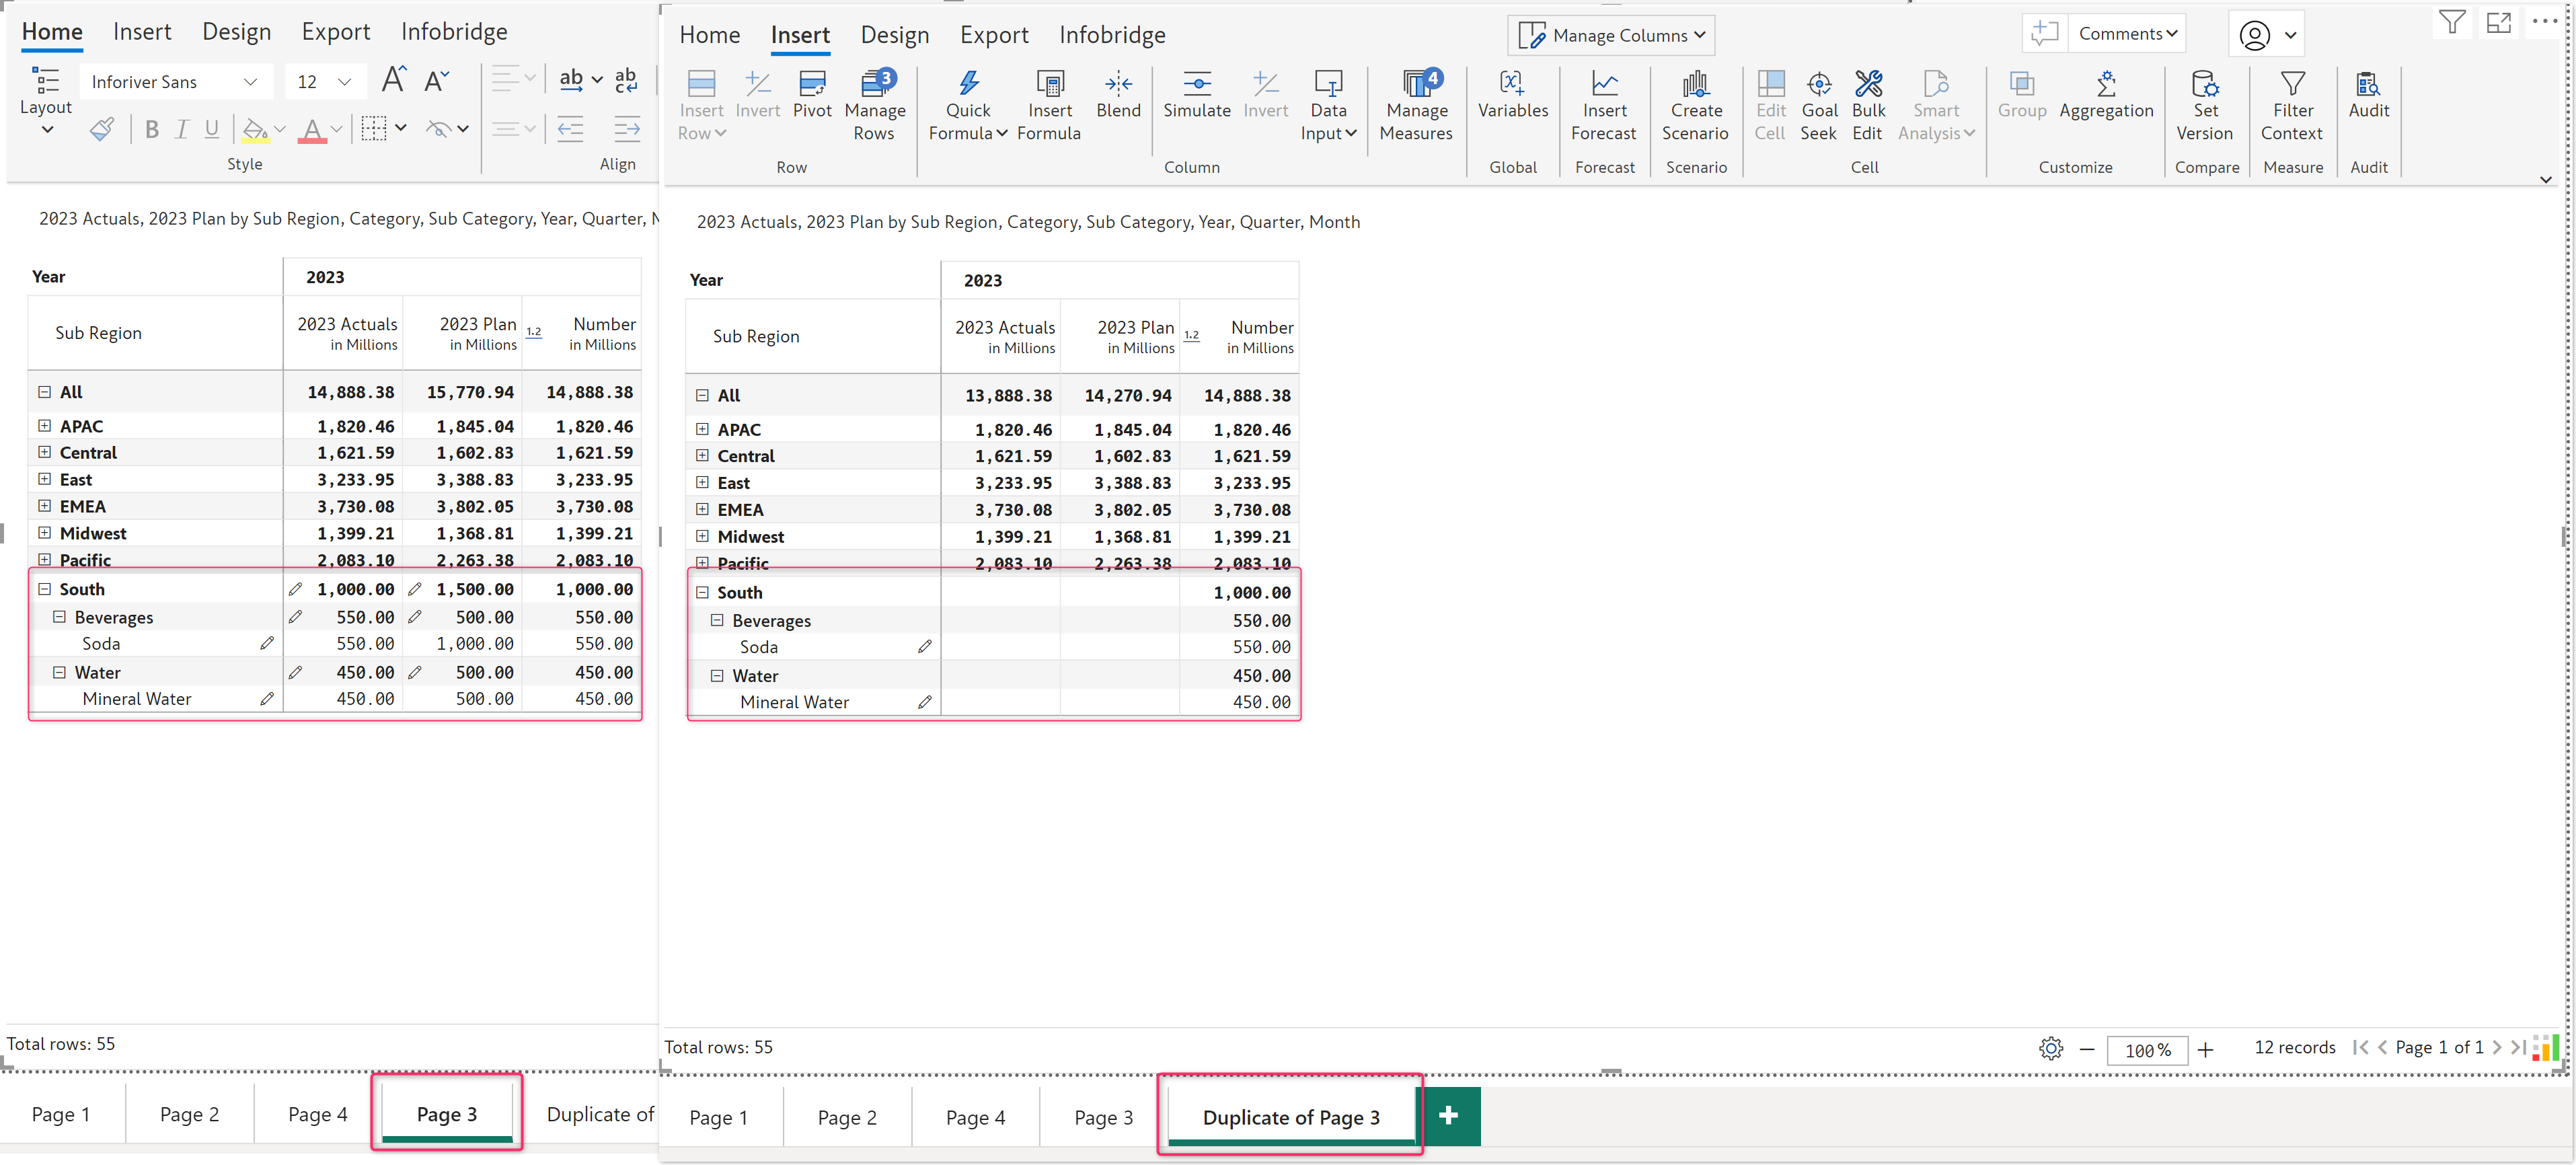 Home Insert Design Export Infobridge
Inforiver Sans 12 A A ab ab c
Layout
B I U A
Style Align
2023 Actuals, 2023 Plan by Sub Region, Category, Sub Category, Year, Quarter, M
Year 2023
Sub Region 2023 Actuals in Millions 2023 Plan in Millions 1.2 Number in Millions
All 14,888.38 15,770.94 14,888.38
APAC 1,820.46 1,845.04 1,820.46
Central 1,621.59 1,602.83 1,621.59
East 3,233.95 3,388.83 3,233.95
EMEA 3,730.08 3,802.05 3,730.08
Midwest 1,399.21 1,368.81 1,399.21
Pacific 2,083.10 2,263.38 2,083.10
South 1,000.00 1,500.00 1,000.00
Beverages 550.00 500.00 550.00
Soda 550.00 1,000.00 550.00
Water 450.00 500.00 450.00
Mineral Water 450.00 500.00 450.00
Total rows: 55
Page 1 Page 2 Page 4 Page 3 Duplicate of
Home Insert Design Export Infobridge Manage Columns Comments
Insert Row Invert Pivot Manage Rows 3 Quick Formula Insert Formula Blend Simulate Invert Data Input Manage Measures 4 Variables Insert Forecast Create Scenario Edit Cell Goal Seek Bulk Edit Smart Analysis Group Aggregation Set Version Filter Context Audit
Row Column Global Forecast Scenario Cell Customize Compare Measure Audit
2023 Actuals, 2023 Plan by Sub Region, Category, Sub Category, Year, Quarter, Month
Year 2023
Sub Region 2023 Actuals in Millions 2023 Plan in Millions 1.2 Number in Millions
All 13,888.38 14,270.94 14,888.38
APAC 1,820.46 1,845.04 1,820.46
Central 1,621.59 1,602.83 1,621.59
East 3,233.95 3,388.83 3,233.95
EMEA 3,730.08 3,802.05 3,730.08
Midwest 1,399.21 1,368.81 1,399.21
Pacific 2,083.10 2,263.38 2,083.10
South 1,000.00
Beverages 550.00
Soda 550.00
Water 450.00
Mineral Water 450.00
Total rows: 55 100% 12 records Page 1 of 1
Page 1 Page 2 Page 4 Page 3 Duplicate of Page 3